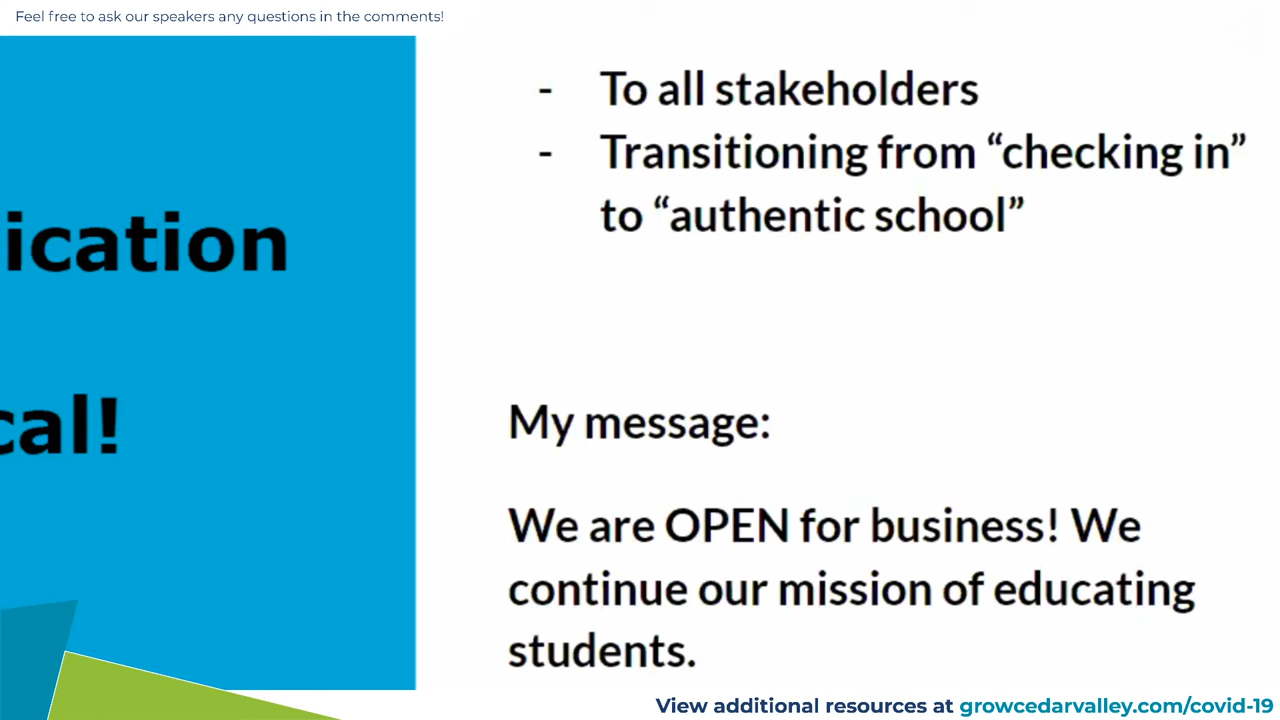 Feel free to ask our speakers any questions in the comments!
ication
cal!
- To all stakeholders
- Transitioning from “checking in”
to “authentic school”
My message:
We are OPEN for business! We
continue our mission of educating
students.
View additional resources at growcedarvalley.com/covid-19